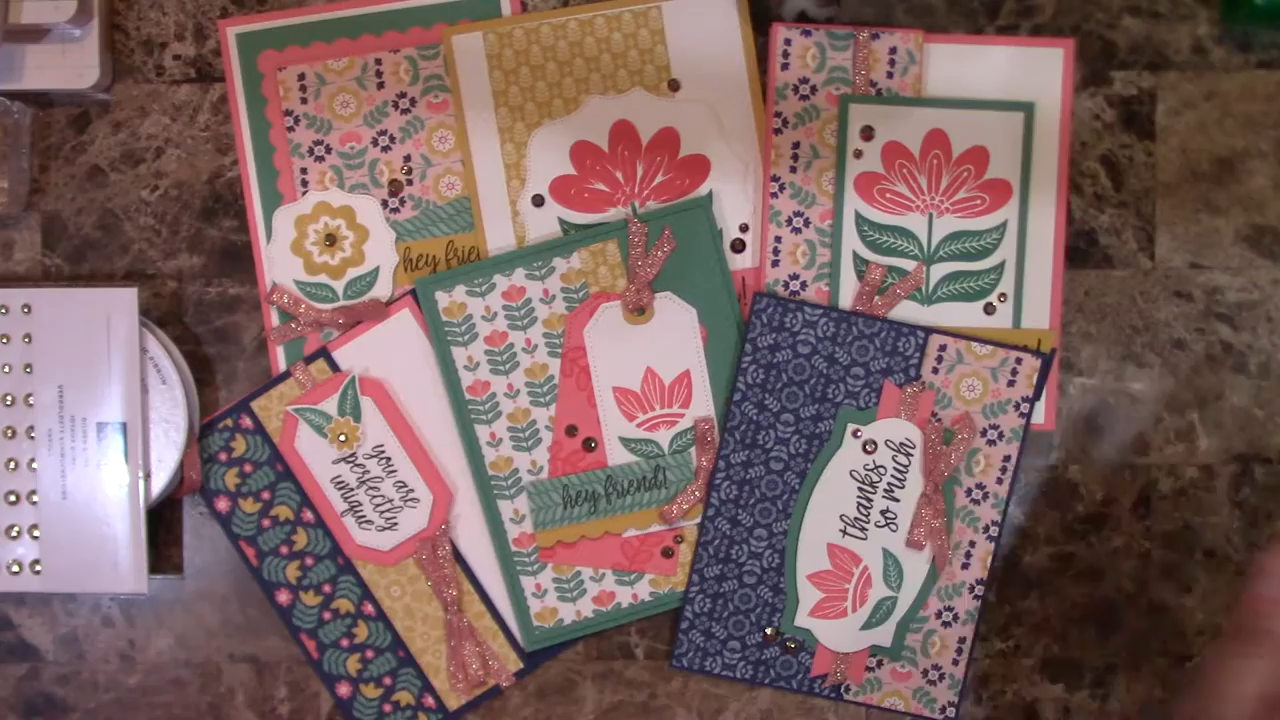 hey frien
you are
perfectly
unique
hey friend!
thanks
so much